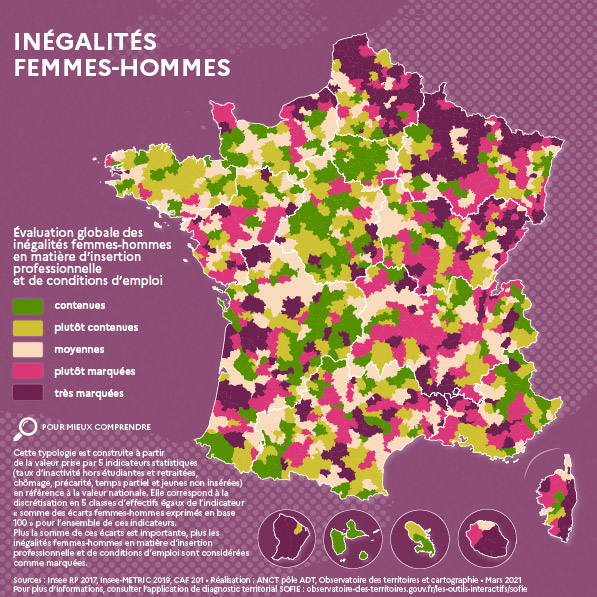 INÉGALITÉS
FEMMES-HOMMES
Évaluation globale des
inégalités femmes-hommes
en matière d'insertion
professionnelle
et de conditions d'emploi
contenues
plutôt contenues
moyennes
plutôt marquées
très marquées
POUR MIEUX COMPRENDRE
Cette typologie est construite à partir
de la valeur prise par 5 indicateurs statistiques
(taux d'inactivité hors étudiantes et retraitées,
chômage, précarité, temps partiel et jeunes non insérées)
en référence à la valeur nationale. Elle correspond à la
discrétisation en 5 classes d'effectifs égaux de l'indicateur
« somme des écarts femmes-hommes exprimés en base
100 » pour l'ensemble de ces indicateurs.
Plus la somme de ces écarts est importante, plus les
inégalités femmes-hommes en matière d'insertion
professionnelle et de conditions d'emploi sont considérées
comme marquées.
Sources : Insee RP 2017, Insee-METRIC 2019, CAF 201 • Réalisation : ANCT pôle ADT, Observatoire des territoires et cartographie • Mars 2021
Pour plus d'informations, consulter l'application de diagnostic territorial SOFIE : observatoire-des-territoires.gouv.fr/les-outils-interactifs/sofie